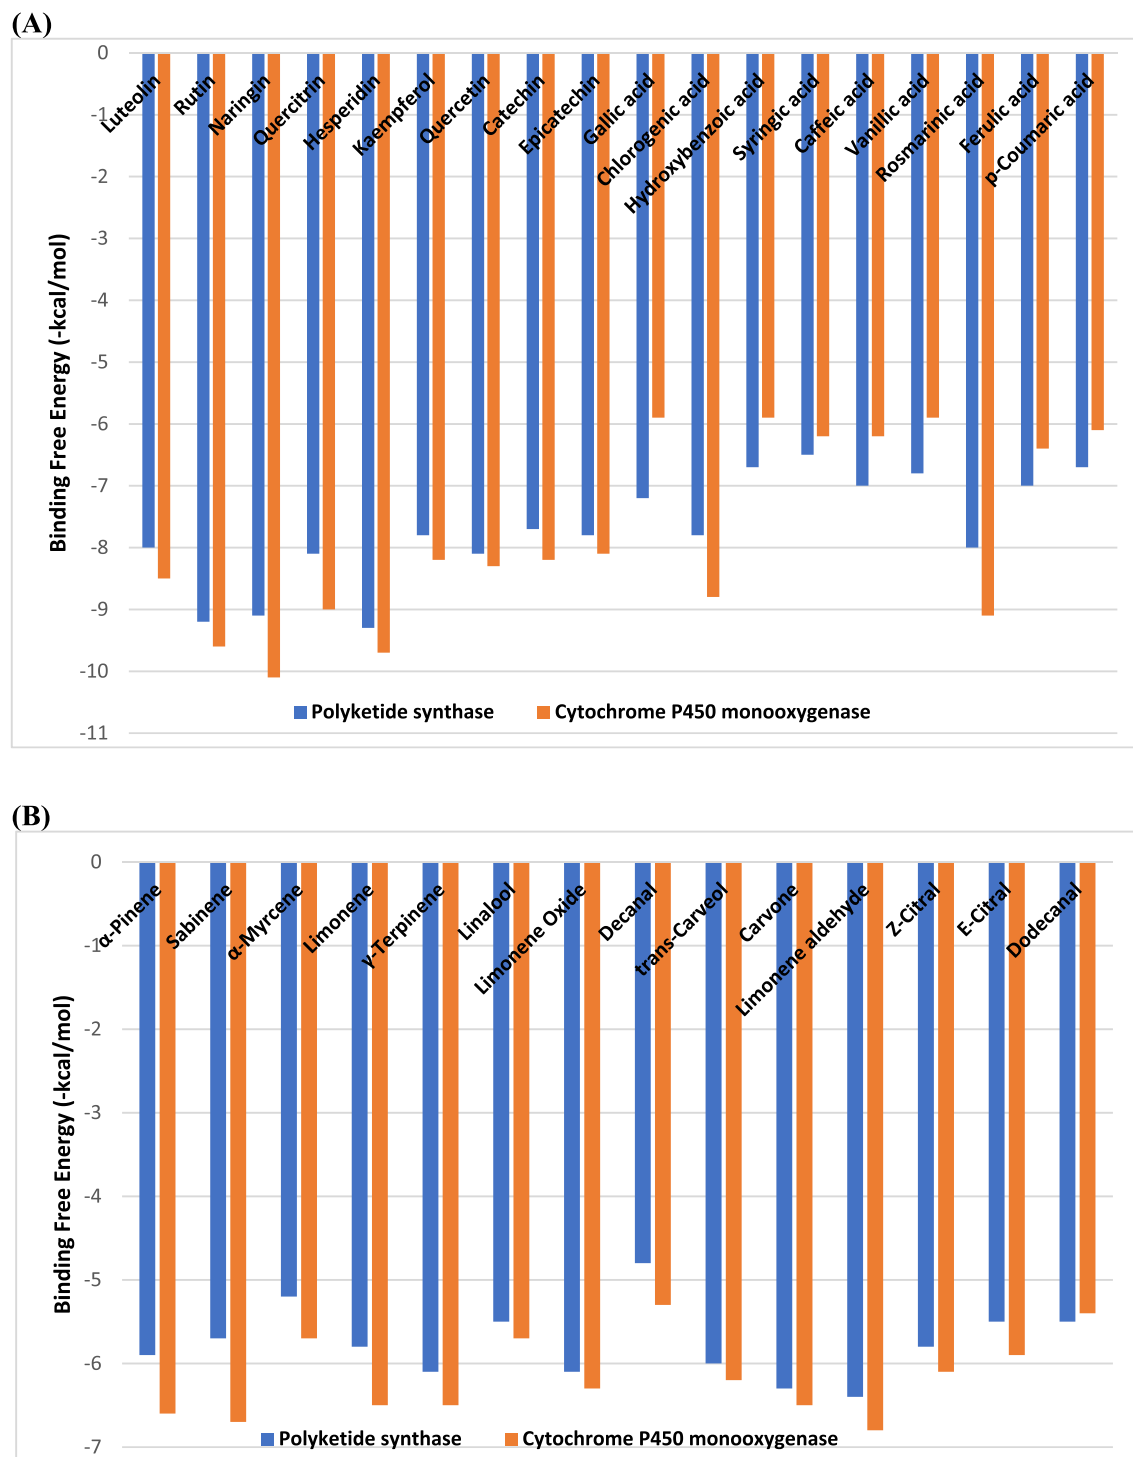 (A)
0
-1
-2
-3
-4
-5
-6
-7
-8
-9
-10
-11
Binding Free Energy (-kcal/mol)
Luteolin
Rutin
Naringin
Quercitrin
Hesperidin
Kaempferol
Quercetin
Catechin
Epicatechin
Gallic acid
Chlorogenic acid
Hydroxybenzoic acid
Syringic acid
Caffeic acid
Vanillic acid
Rosmarinic acid
Ferulic acid
p-Coumaric acid
Polyketide synthase
Cytochrome P450 monooxygenase
(B)
0
-1
-2
-3
-4
-5
-6
-7
Binding Free Energy (-kcal/mol)
α-Pinene
Sabinene
α-Myrcene
Limonene
γ-Terpinene
Linalool
Limonene Oxide
Decanal
trans-Carveol
Carvone
Limonene aldehyde
Z-Citral
E-Citral
Dodecanal
Polyketide synthase
Cytochrome P450 monooxygenase